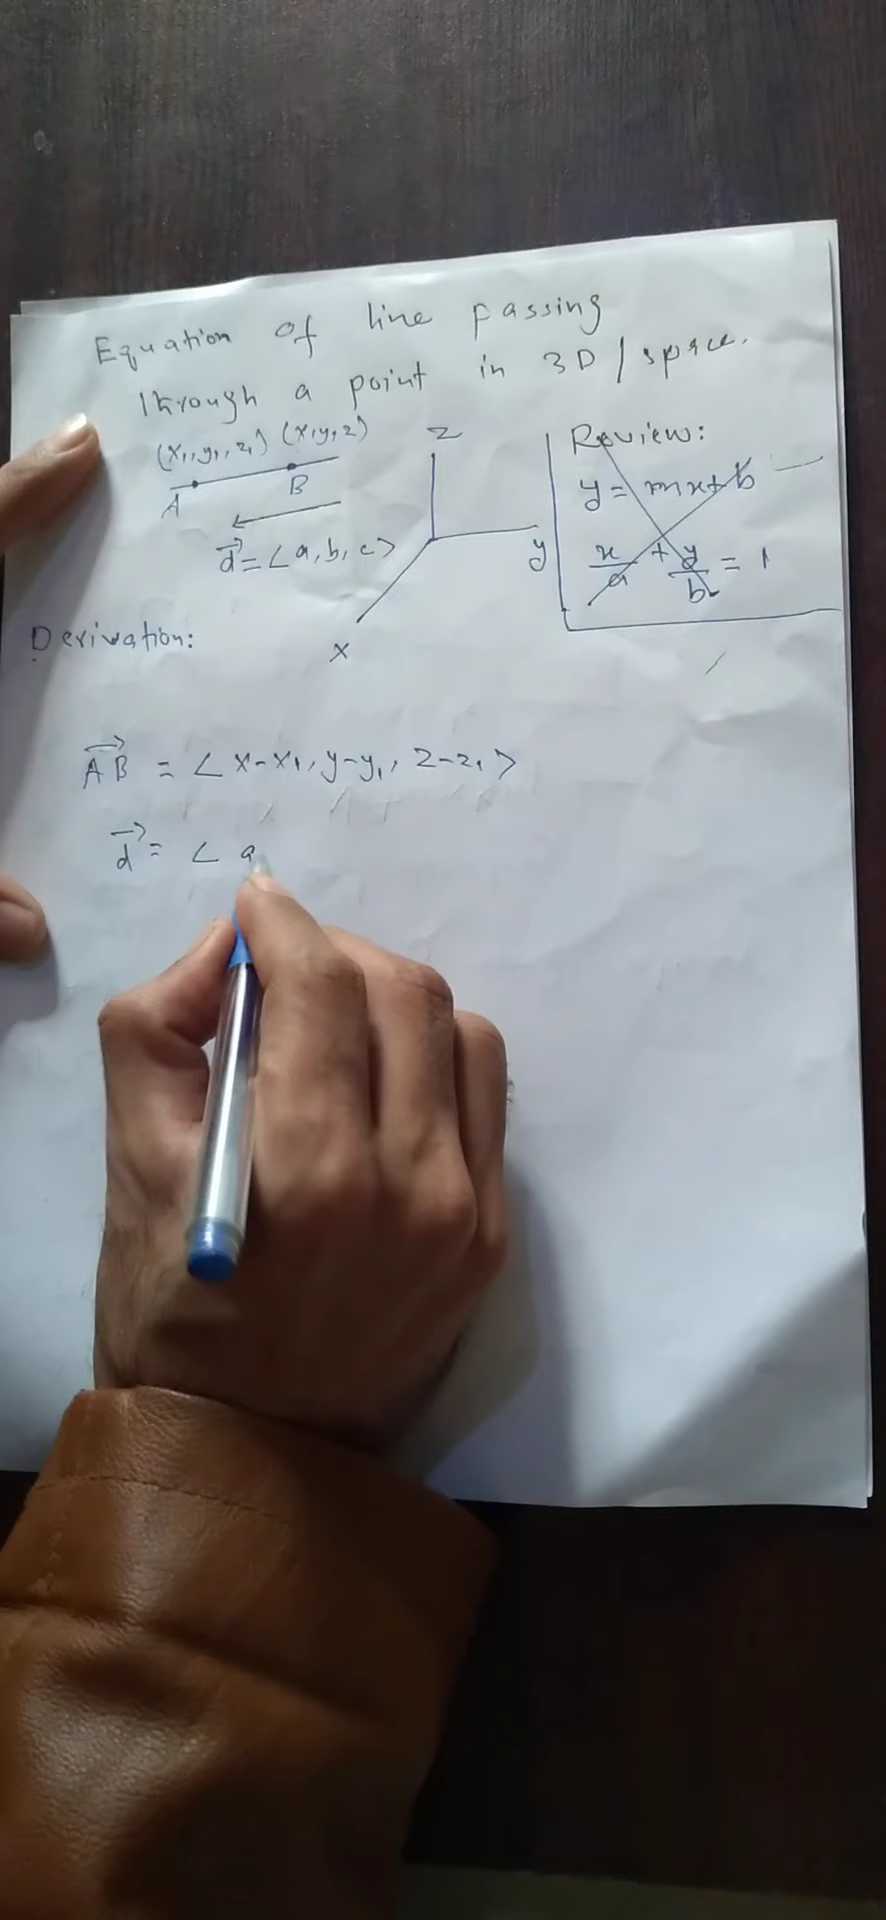 Equation of line passing
through a point in 3D / space.
(x₁, y₁, z₁) (x, y, z)
A B
d⃗ = < a, b, c >
z
y
x
Review:
y = mx + b
x/a + y/b = 1
Derivation:
A⃗B⃗ = < x-x₁, y-y₁, z-z₁ >
d⃗ = < a